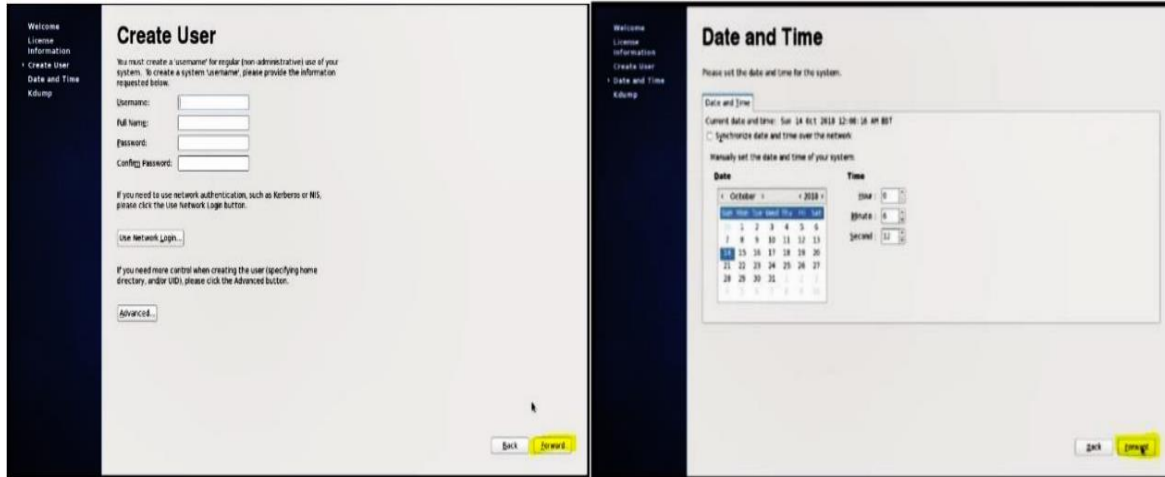 Welcome
License
Information
Create User
Date and Time
Kdump
Create User
You must create a 'username' for regular (non-administrative) use of your
system. To create a system 'username', please provide the information
requested below.
Username:
Full Name:
Password:
Confirm Password:
If you need to use network authentication, such as Kerberos or NIS,
please click the Use Network Login button.
Use Network Login...
If you need more control when creating the user (specifying home
directory, and/or UID), please click the Advanced button.
Advanced...
Back Forward
Welcome
License
Information
Create User
Date and Time
Kdump
Date and Time
Please set the date and time for the system.
Date and Time
Current date and time: Sun 14 Oct 2018 12:08:16 AM BST
Synchronize date and time over the network
Manually set the date and time of your system:
Date Time
October 2018
Sun Mon Tue Wed Thu Fri Sat
1 2 3 4 5 6
7 8 9 10 11 12 13
14 15 16 17 18 19 20
21 22 23 24 25 26 27
28 29 30 31
Hour :
Minute :
Second :
Back Forward